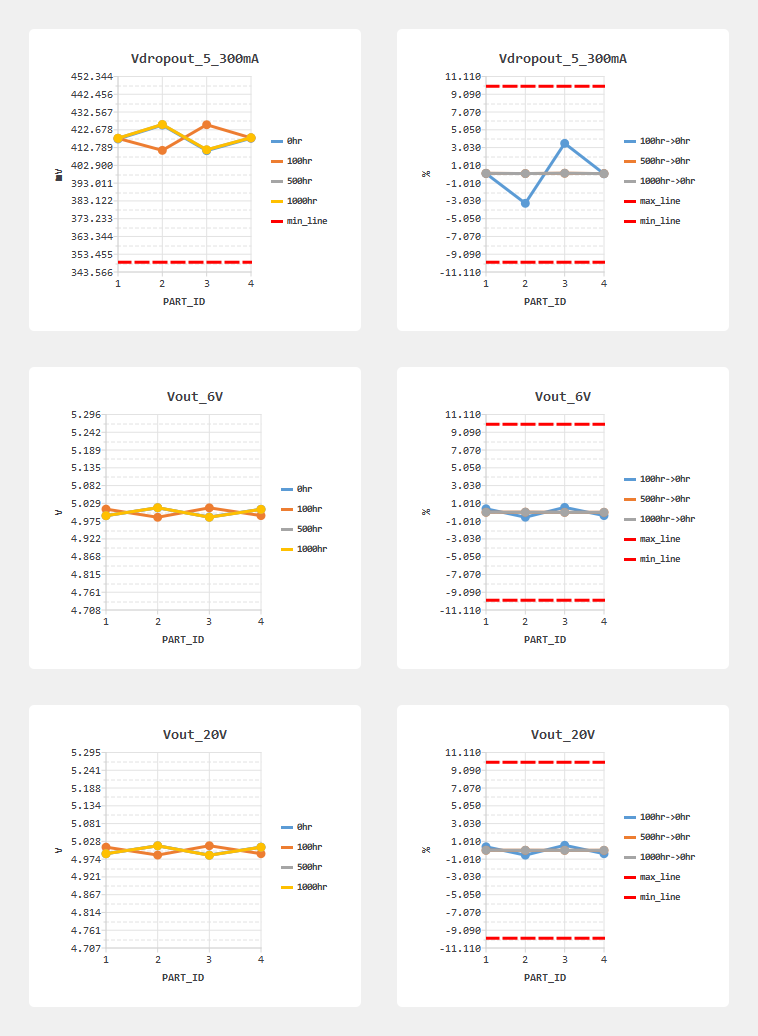 Vdropout_5_300mA
452.344
442.456
432.567
422.678
412.789
402.900
393.011
383.122
373.233
363.344
353.455
343.566
mV
1 2 3 4
PART_ID
0hr
100hr
500hr
1000hr
min_line
Vdropout_5_300mA
11.110
9.090
7.070
5.050
3.030
1.010
-1.010
-3.030
-5.050
-7.070
-9.090
-11.110
%
1 2 3 4
PART_ID
100hr->0hr
500hr->0hr
1000hr->0hr
max_line
min_line
Vout_6V
5.296
5.242
5.189
5.135
5.082
5.029
4.975
4.922
4.868
4.815
4.761
4.708
V
1 2 3 4
PART_ID
0hr
100hr
500hr
1000hr
Vout_6V
11.110
9.090
7.070
5.050
3.030
1.010
-1.010
-3.030
-5.050
-7.070
-9.090
-11.110
%
1 2 3 4
PART_ID
100hr->0hr
500hr->0hr
1000hr->0hr
max_line
min_line
Vout_20V
5.295
5.241
5.188
5.134
5.081
5.028
4.974
4.921
4.867
4.814
4.761
4.707
V
1 2 3 4
PART_ID
0hr
100hr
500hr
1000hr
Vout_20V
11.110
9.090
7.070
5.050
3.030
1.010
-1.010
-3.030
-5.050
-7.070
-9.090
-11.110
%
1 2 3 4
PART_ID
100hr->0hr
500hr->0hr
1000hr->0hr
max_line
min_line